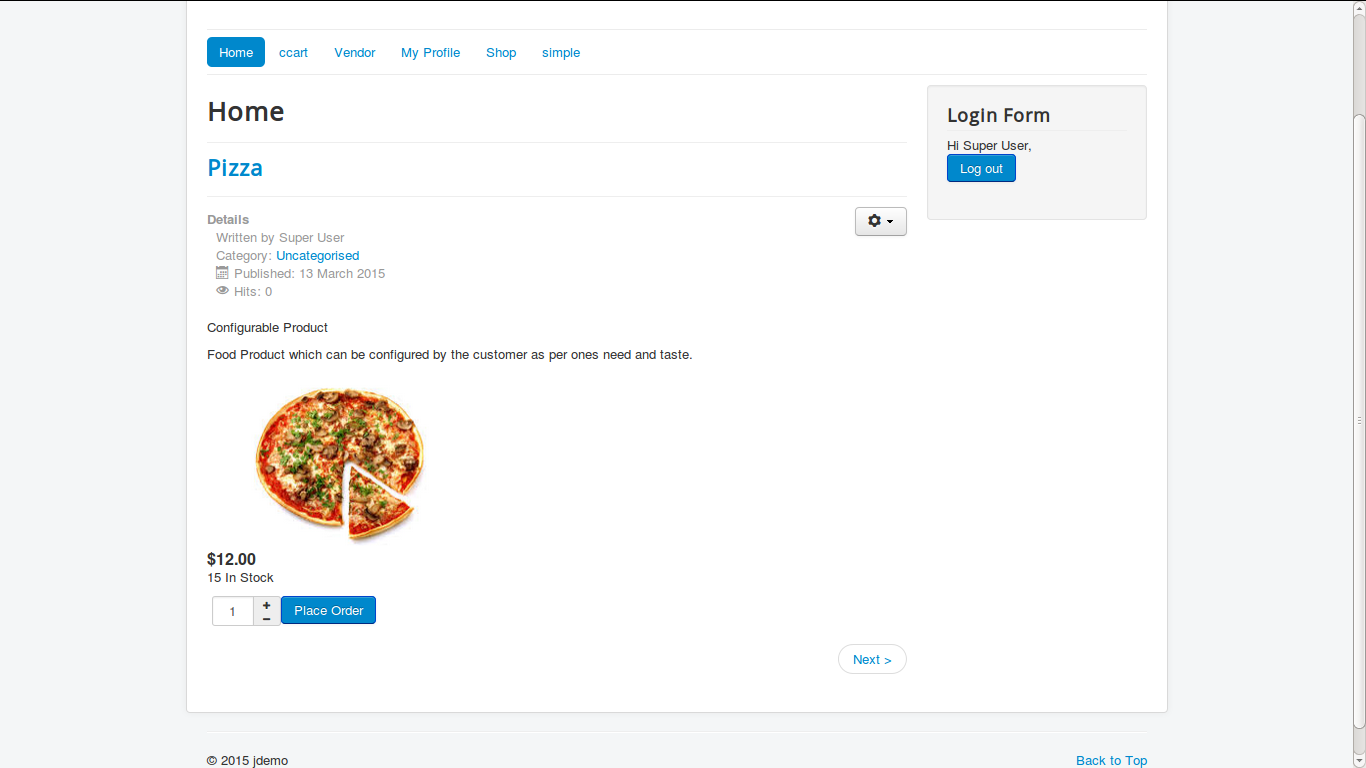 Home ccart Vendor My Profile Shop simple
Home
Pizza
Details
Written by Super User
Category: Uncategorised
Published: 13 March 2015
Hits: 0
Configurable Product
Food Product which can be configured by the customer as per ones need and taste.
$12.00
15 In Stock
1 + −
Place Order
Next >
Login Form
Hi Super User,
Log out
© 2015 jdemo
Back to Top